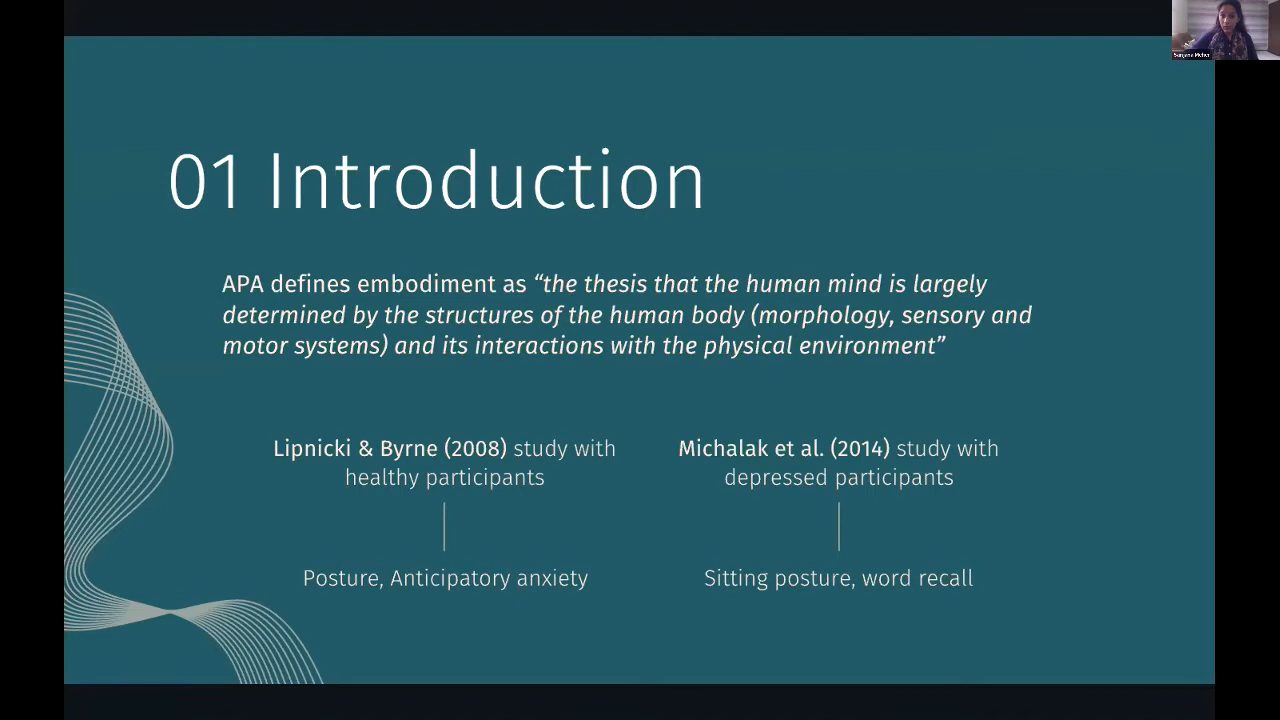 Sanjana Meher
01 Introduction
APA defines embodiment as “the thesis that the human mind is largely
determined by the structures of the human body (morphology, sensory and
motor systems) and its interactions with the physical environment”
Lipnicki & Byrne (2008) study with
healthy participants
Posture, Anticipatory anxiety
Michalak et al. (2014) study with
depressed participants
Sitting posture, word recall